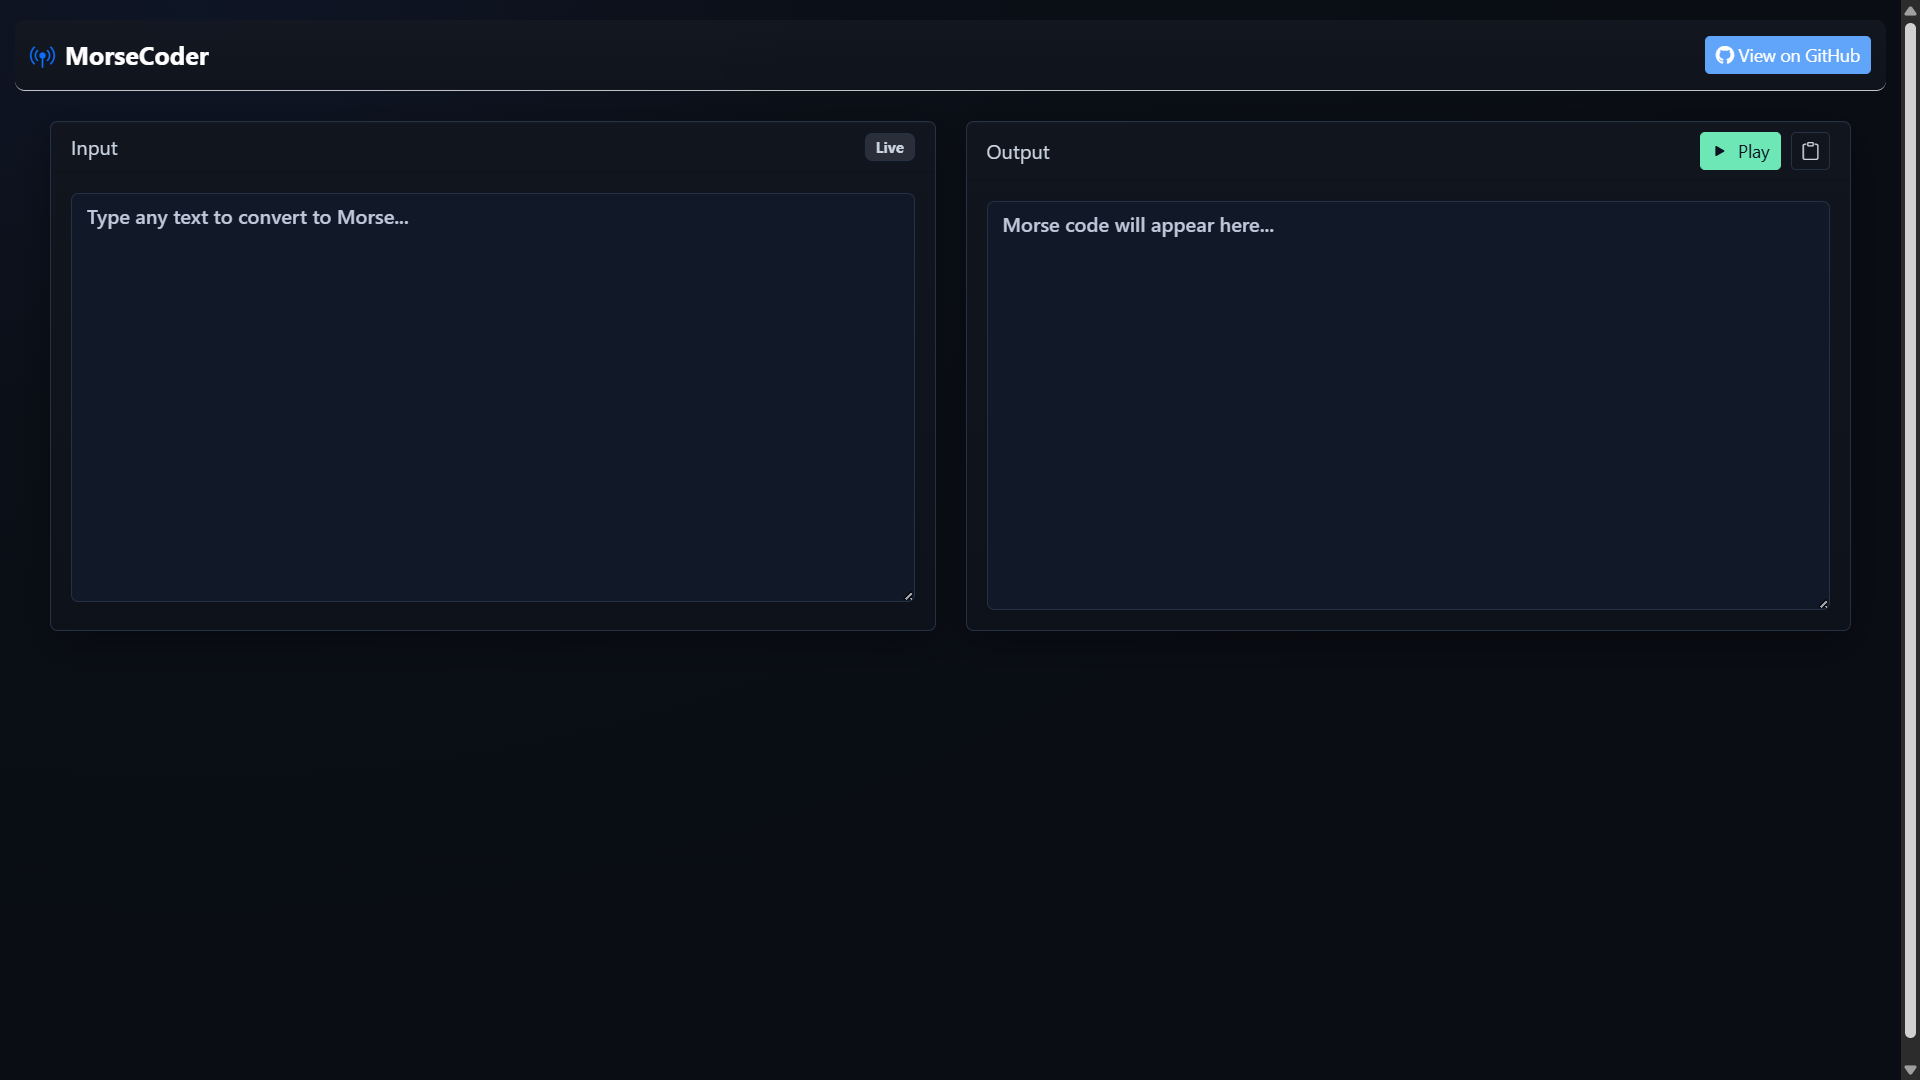 MorseCoder
View on GitHub
Input
Live
Type any text to convert to Morse...
Output
Play
Morse code will appear here...